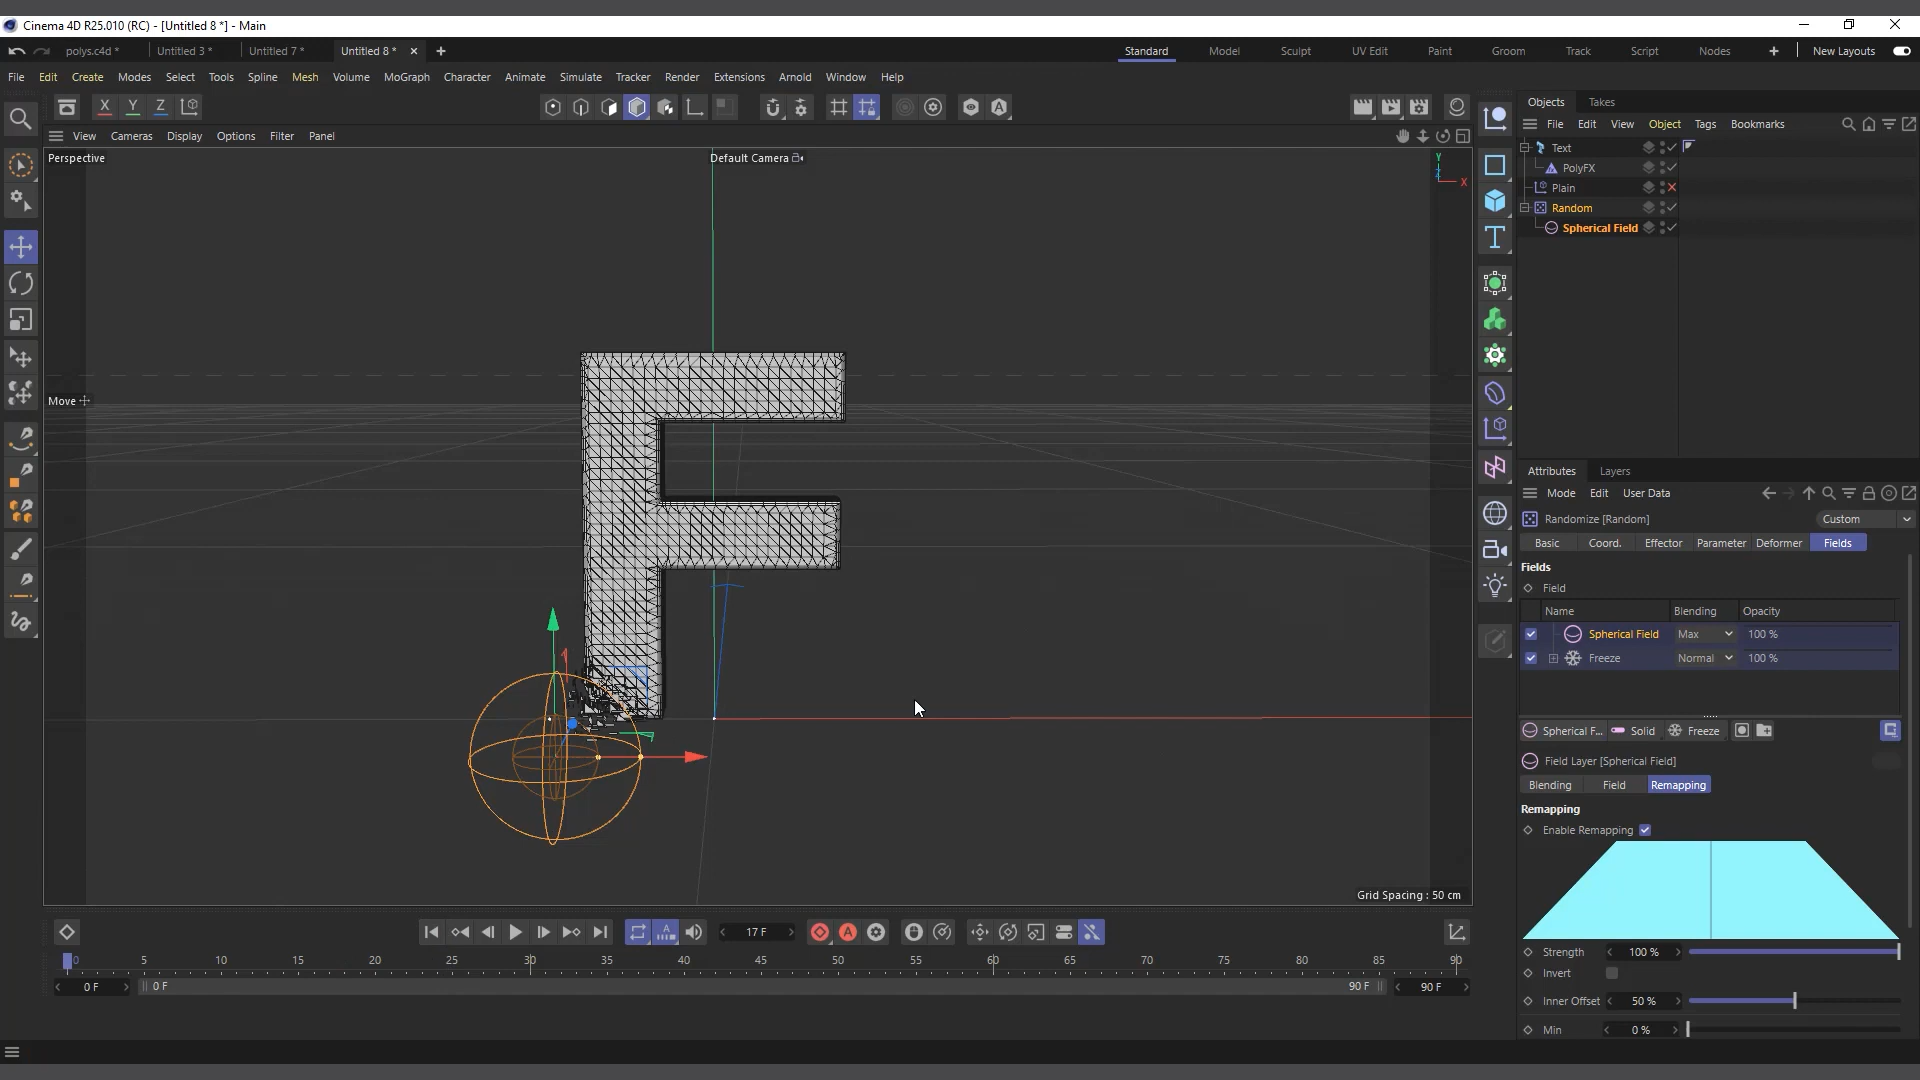 Cinema 4D R25.010 (RC) - [Untitled 8 *] - Main
polys.c4d * Untitled 3 * Untitled 7 * Untitled 8 * Standard Model Sculpt UV Edit Paint Groom Track Script Nodes New Layouts
File Edit Create Modes Select Tools Spline Mesh Volume MoGraph Character Animate Simulate Tracker Render Extensions Arnold Window Help
X Y Z
View Cameras Display Options Filter Panel
Perspective
Default Camera
Y
Z
X
Move
Grid Spacing : 50 cm
Objects Takes
File Edit View Object Tags Bookmarks
Text
PolyFX
Plain
Random
Spherical Field
Attributes Layers
Mode Edit User Data
Randomize [Random] Custom
Basic Coord. Effector Parameter Deformer Fields
Fields
Field
Name Blending Opacity
Spherical Field Max 100 %
Freeze Normal 100 %
Spherical F... Solid Freeze
Field Layer [Spherical Field]
Blending Field Remapping
Remapping
Enable Remapping
Strength 100 %
Invert
Inner Offset 50 %
Min 0 %
17 F
0 5 10 15 20 25 30 35 40 45 50 55 60 65 70 75 80 85 90
0 F 0 F 90 F 90 F